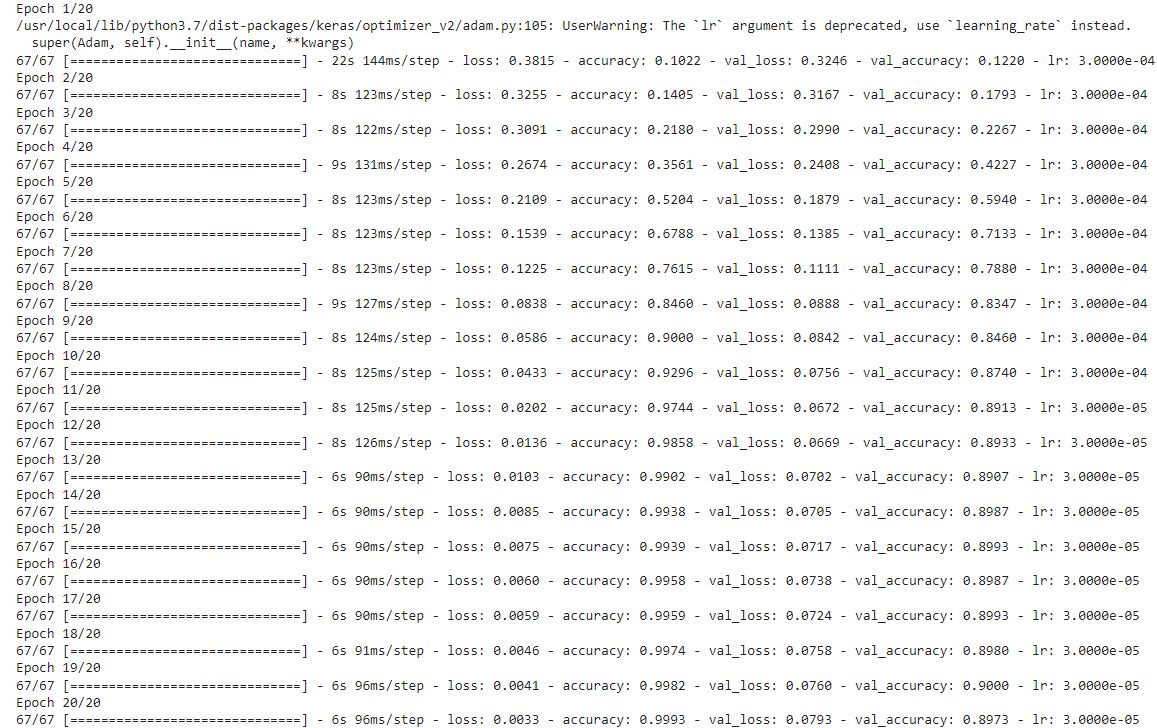 Epoch 1/20
/usr/local/lib/python3.7/dist-packages/keras/optimizer_v2/adam.py:105: UserWarning: The `lr` argument is deprecated, use `learning_rate` instead.
  super(Adam, self).__init__(name, **kwargs)
67/67 [==============================] - 22s 144ms/step - loss: 0.3815 - accuracy: 0.1022 - val_loss: 0.3246 - val_accuracy: 0.1220 - lr: 3.0000e-04
Epoch 2/20
67/67 [==============================] - 8s 123ms/step - loss: 0.3255 - accuracy: 0.1405 - val_loss: 0.3167 - val_accuracy: 0.1793 - lr: 3.0000e-04
Epoch 3/20
67/67 [==============================] - 8s 122ms/step - loss: 0.3091 - accuracy: 0.2180 - val_loss: 0.2990 - val_accuracy: 0.2267 - lr: 3.0000e-04
Epoch 4/20
67/67 [==============================] - 9s 131ms/step - loss: 0.2674 - accuracy: 0.3561 - val_loss: 0.2408 - val_accuracy: 0.4227 - lr: 3.0000e-04
Epoch 5/20
67/67 [==============================] - 8s 123ms/step - loss: 0.2109 - accuracy: 0.5204 - val_loss: 0.1879 - val_accuracy: 0.5940 - lr: 3.0000e-04
Epoch 6/20
67/67 [==============================] - 8s 123ms/step - loss: 0.1539 - accuracy: 0.6788 - val_loss: 0.1385 - val_accuracy: 0.7133 - lr: 3.0000e-04
Epoch 7/20
67/67 [==============================] - 8s 123ms/step - loss: 0.1225 - accuracy: 0.7615 - val_loss: 0.1111 - val_accuracy: 0.7880 - lr: 3.0000e-04
Epoch 8/20
67/67 [==============================] - 9s 127ms/step - loss: 0.0838 - accuracy: 0.8460 - val_loss: 0.0888 - val_accuracy: 0.8347 - lr: 3.0000e-04
Epoch 9/20
67/67 [==============================] - 8s 124ms/step - loss: 0.0586 - accuracy: 0.9000 - val_loss: 0.0842 - val_accuracy: 0.8460 - lr: 3.0000e-04
Epoch 10/20
67/67 [==============================] - 8s 125ms/step - loss: 0.0433 - accuracy: 0.9296 - val_loss: 0.0756 - val_accuracy: 0.8740 - lr: 3.0000e-04
Epoch 11/20
67/67 [==============================] - 8s 125ms/step - loss: 0.0202 - accuracy: 0.9744 - val_loss: 0.0672 - val_accuracy: 0.8913 - lr: 3.0000e-05
Epoch 12/20
67/67 [==============================] - 8s 126ms/step - loss: 0.0136 - accuracy: 0.9858 - val_loss: 0.0669 - val_accuracy: 0.8933 - lr: 3.0000e-05
Epoch 13/20
67/67 [==============================] - 6s 90ms/step - loss: 0.0103 - accuracy: 0.9902 - val_loss: 0.0702 - val_accuracy: 0.8907 - lr: 3.0000e-05
Epoch 14/20
67/67 [==============================] - 6s 90ms/step - loss: 0.0085 - accuracy: 0.9938 - val_loss: 0.0705 - val_accuracy: 0.8987 - lr: 3.0000e-05
Epoch 15/20
67/67 [==============================] - 6s 90ms/step - loss: 0.0075 - accuracy: 0.9939 - val_loss: 0.0717 - val_accuracy: 0.8993 - lr: 3.0000e-05
Epoch 16/20
67/67 [==============================] - 6s 90ms/step - loss: 0.0060 - accuracy: 0.9958 - val_loss: 0.0738 - val_accuracy: 0.8987 - lr: 3.0000e-05
Epoch 17/20
67/67 [==============================] - 6s 90ms/step - loss: 0.0059 - accuracy: 0.9959 - val_loss: 0.0724 - val_accuracy: 0.8993 - lr: 3.0000e-05
Epoch 18/20
67/67 [==============================] - 6s 91ms/step - loss: 0.0046 - accuracy: 0.9974 - val_loss: 0.0758 - val_accuracy: 0.8980 - lr: 3.0000e-05
Epoch 19/20
67/67 [==============================] - 6s 96ms/step - loss: 0.0041 - accuracy: 0.9982 - val_loss: 0.0760 - val_accuracy: 0.9000 - lr: 3.0000e-05
Epoch 20/20
67/67 [==============================] - 6s 96ms/step - loss: 0.0033 - accuracy: 0.9993 - val_loss: 0.0793 - val_accuracy: 0.8973 - lr: 3.0000e-05